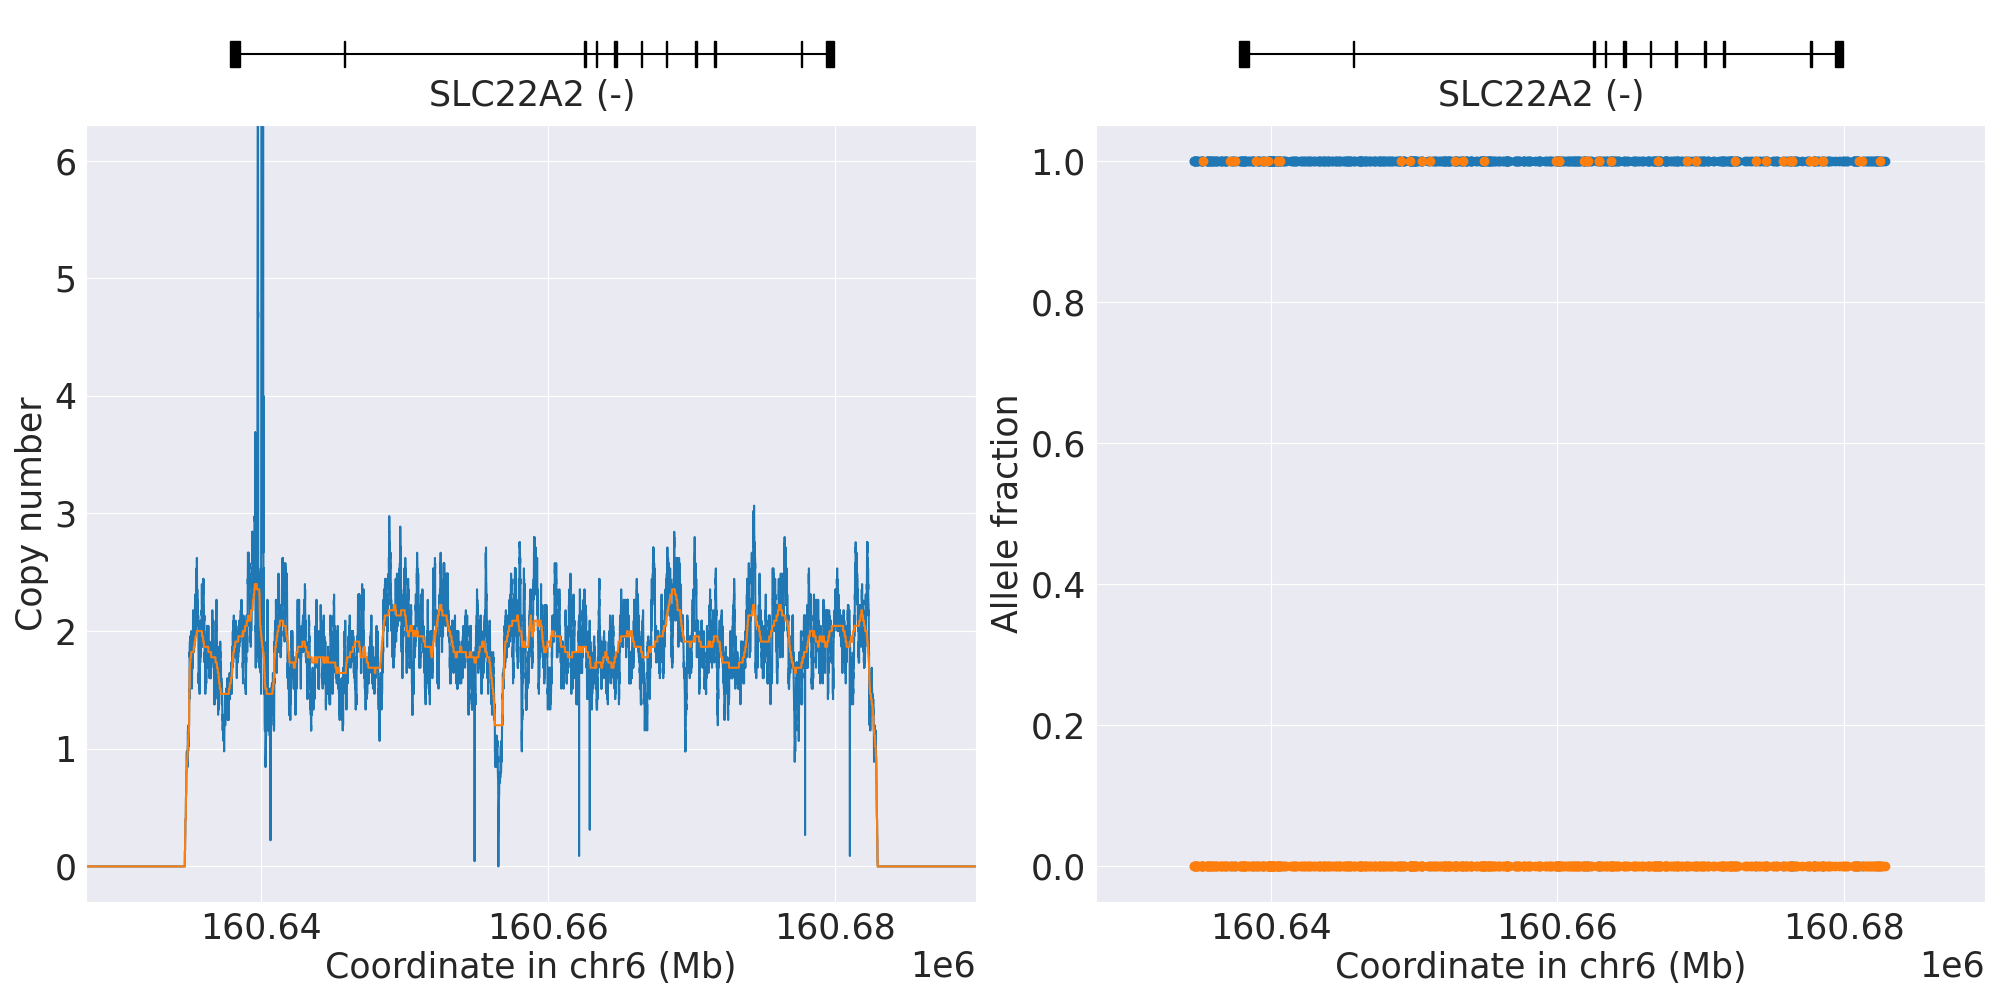 SLC22A2 (-)
6
5
4
3
2
1
0
Copy number
160.64
160.66
160.68
Coordinate in chr6 (Mb)
1e6
SLC22A2 (-)
1.0
0.8
0.6
0.4
0.2
0.0
Allele fraction
160.64
160.66
160.68
Coordinate in chr6 (Mb)
1e6